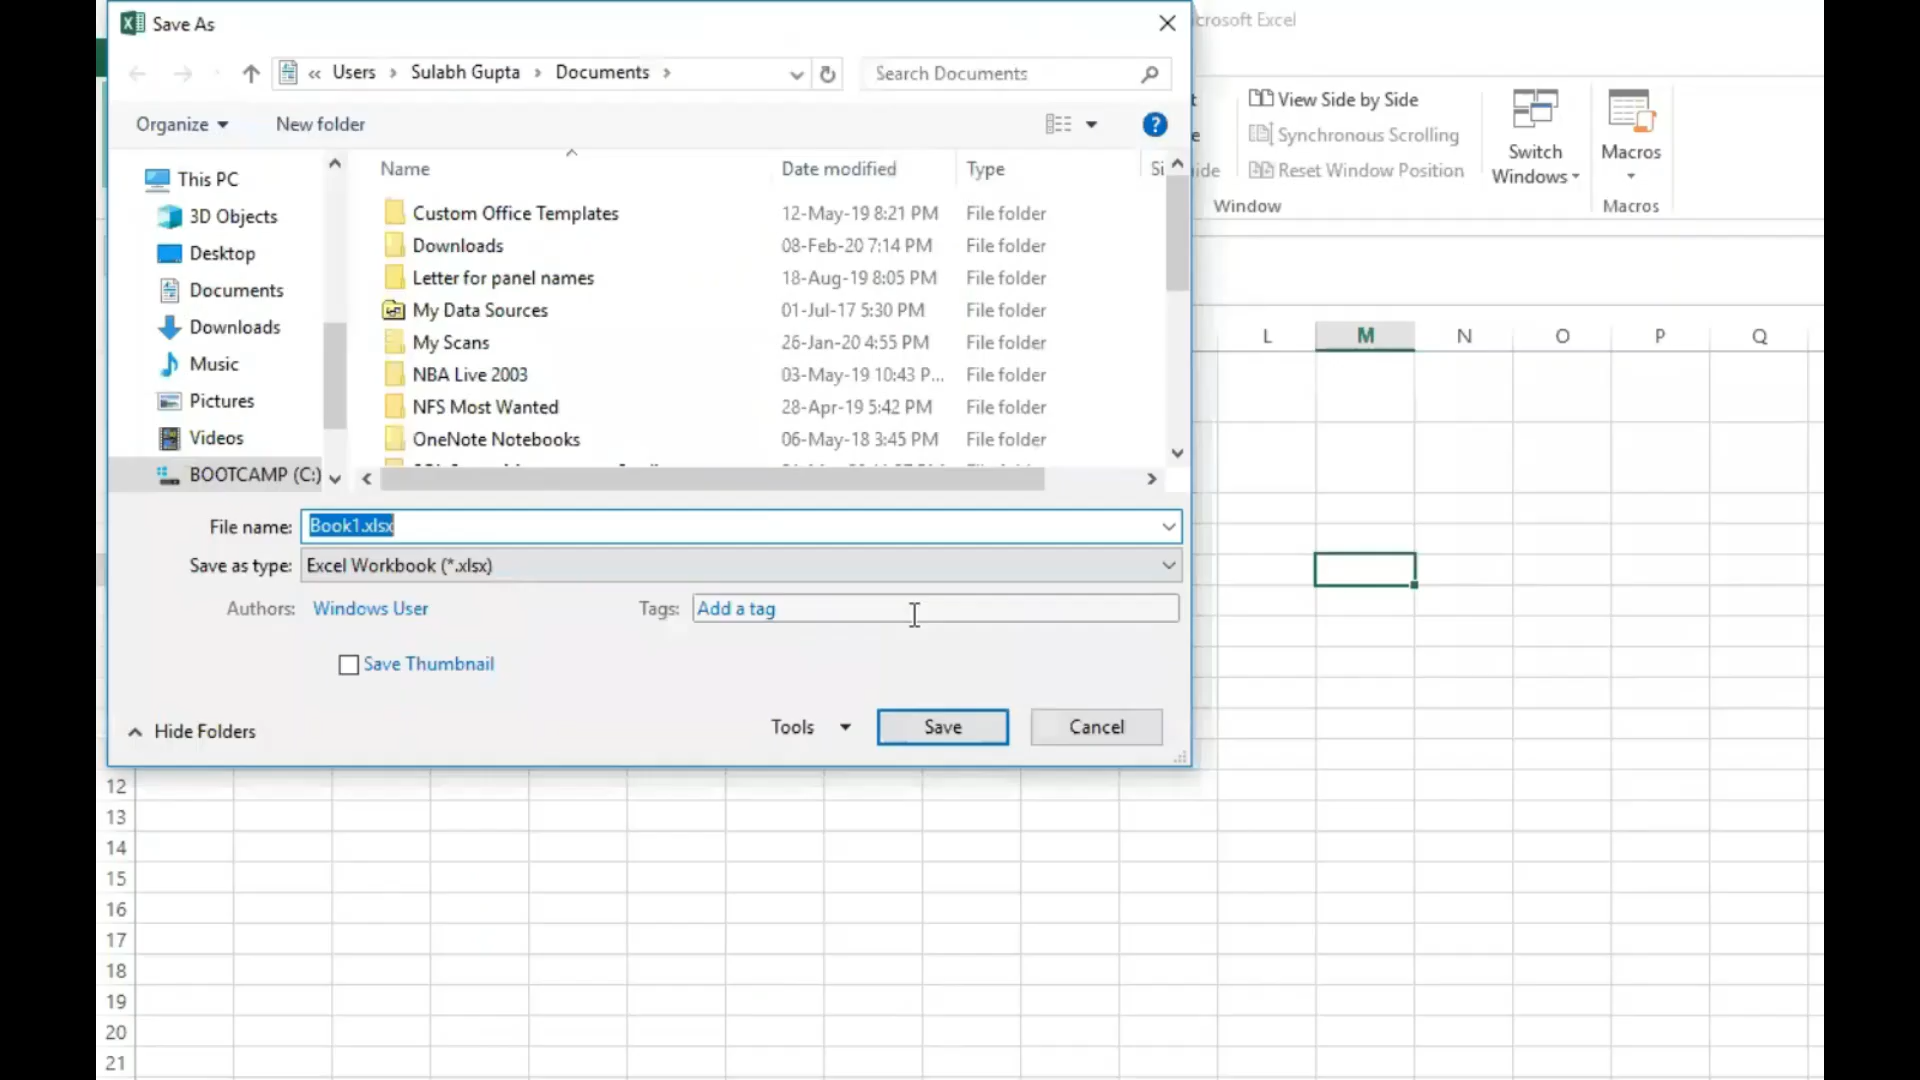 Save As
crosoft Excel
« Users › Sulabh Gupta › Documents ›
Search Documents
Organize
New folder
?
Name
Date modified
Type
Si
This PC
3D Objects
Desktop
Documents
Downloads
Music
Pictures
Videos
BOOTCAMP (C:)
Custom Office Templates 12-May-19 8:21 PM File folder
Downloads 08-Feb-20 7:14 PM File folder
Letter for panel names 18-Aug-19 8:05 PM File folder
My Data Sources 01-Jul-17 5:30 PM File folder
My Scans 26-Jan-20 4:55 PM File folder
NBA Live 2003 03-May-19 10:43 P... File folder
NFS Most Wanted 28-Apr-19 5:42 PM File folder
OneNote Notebooks 06-May-18 3:45 PM File folder
File name: Book1.xlsx
Save as type: Excel Workbook (*.xlsx)
Authors: Windows User
Tags: Add a tag
Save Thumbnail
Hide Folders
Tools
Save
Cancel
t
e
ide
View Side by Side
Synchronous Scrolling
Reset Window Position
Window
Switch
Windows
Macros
Macros
L M N O P Q
12
13
14
15
16
17
18
19
20
21